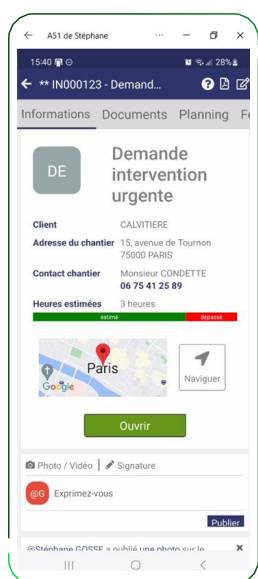 A51 de Stéphane
15:40
28%
** IN000123 - Demand...
Informations Documents Planning Fe
DE
Demande
intervention
urgente
Client CALVITIERE
Adresse du chantier 15, avenue de Tournon
75000 PARIS
Contact chantier Monsieur CONDETTE
06 75 41 25 89
Heures estimées 3 heures
estimé dépassé
Paris
Google
Naviguer
Ouvrir
Photo / Vidéo | Signature
@G Exprimez-vous
Publier
@Stéphane GOSSE a publié une photo sur le